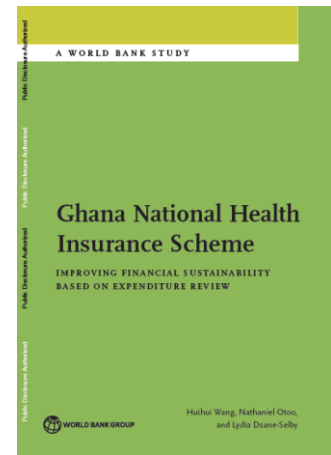 A WORLD BANK STUDY
Ghana National Health
Insurance Scheme
IMPROVING FINANCIAL SUSTAINABILITY
BASED ON EXPENDITURE REVIEW
Huihui Wang, Nathaniel Otoo,
and Lydia Dsane-Selby
WORLD BANK GROUP
Public Disclosure Authorized
Public Disclosure Authorized
Public Disclosure Authorized
Public Disclosure Authorized